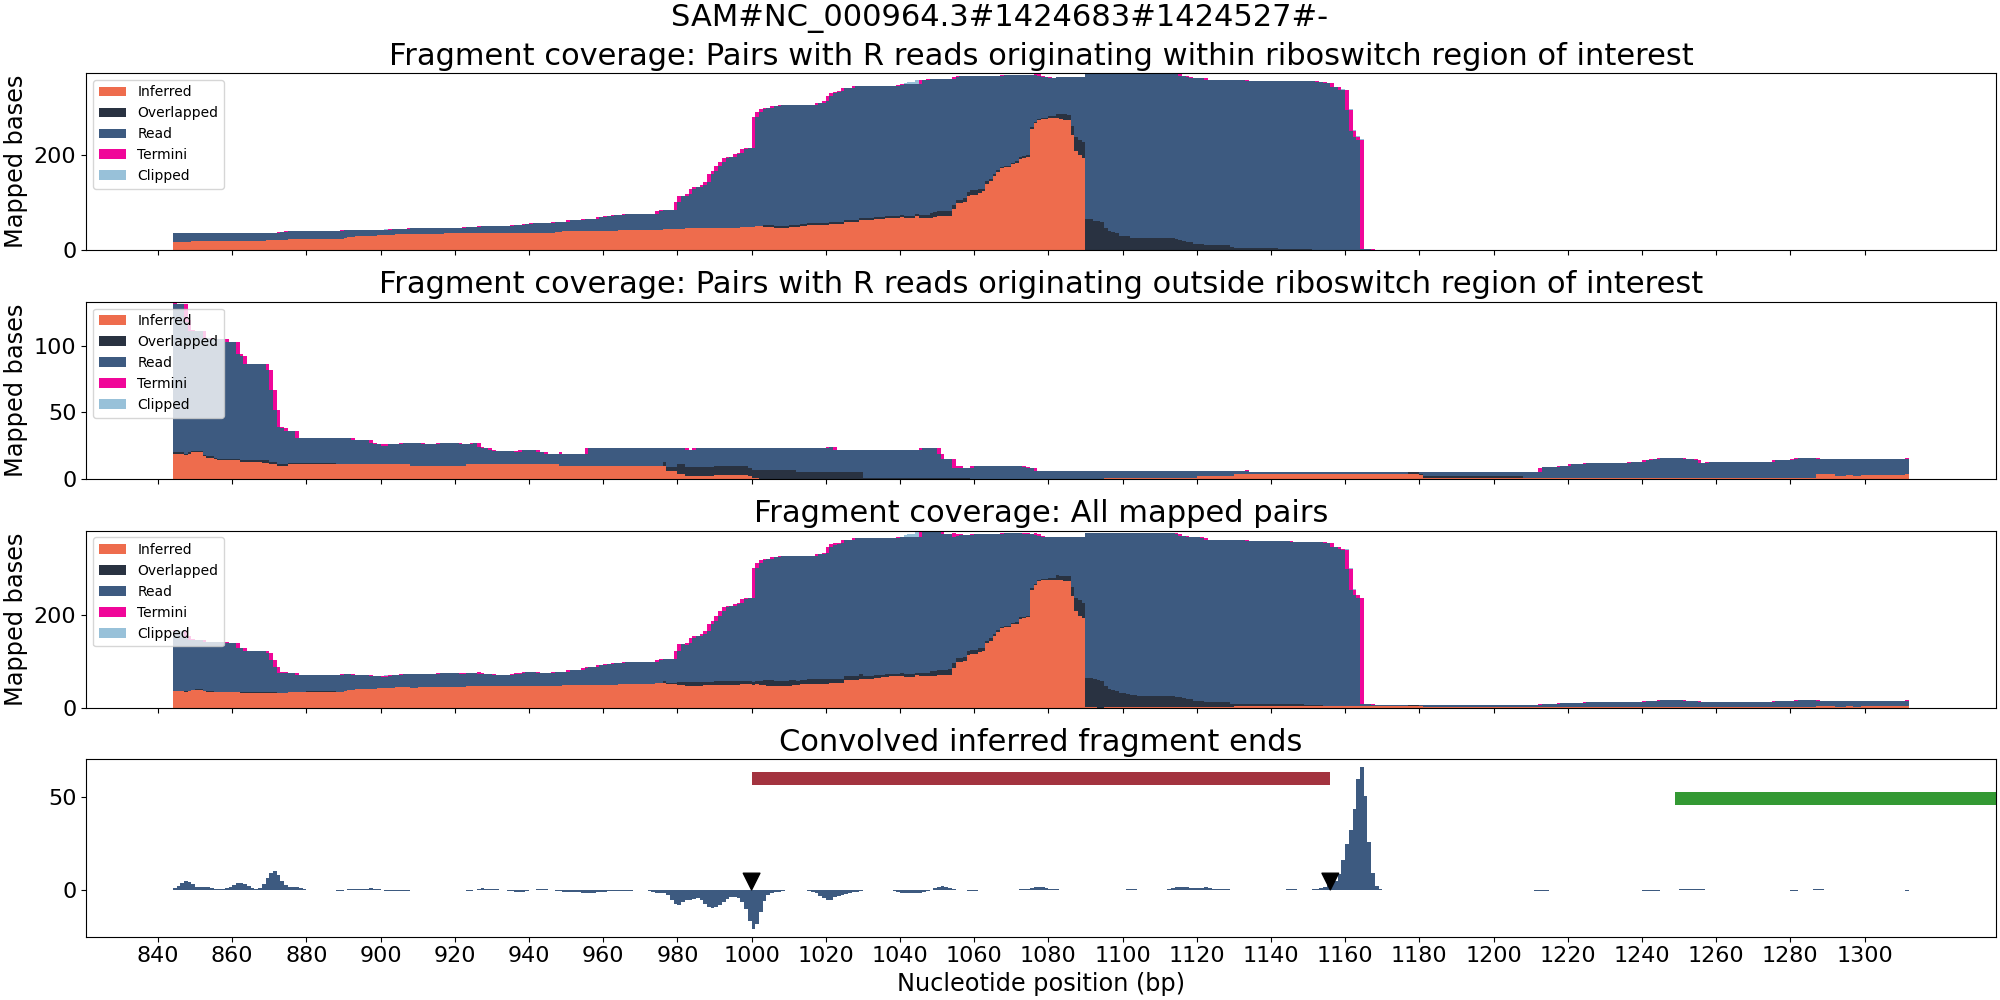 SAM#NC_000964.3#1424683#1424527#-
Fragment coverage: Pairs with R reads originating within riboswitch region of interest
Mapped bases
200
0
Inferred
Overlapped
Read
Termini
Clipped
Fragment coverage: Pairs with R reads originating outside riboswitch region of interest
Mapped bases
100
50
0
Inferred
Overlapped
Read
Termini
Clipped
Fragment coverage: All mapped pairs
Mapped bases
200
0
Inferred
Overlapped
Read
Termini
Clipped
Convolved inferred fragment ends
50
0
840 860 880 900 920 940 960 980 1000 1020 1040 1060 1080 1100 1120 1140 1160 1180 1200 1220 1240 1260 1280 1300
Nucleotide position (bp)